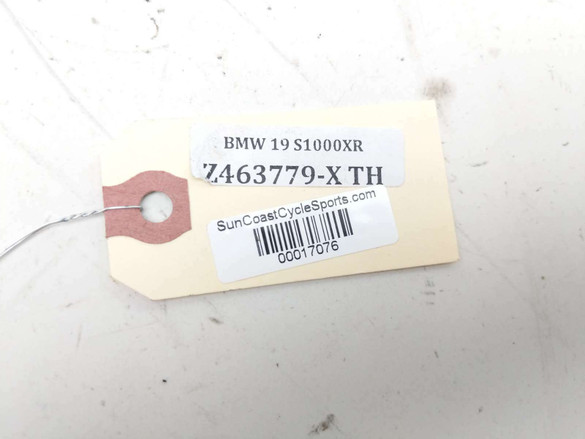 BMW 19 S1000XR
Z463779-X TH
SunCoastCycleSports.com
00017076